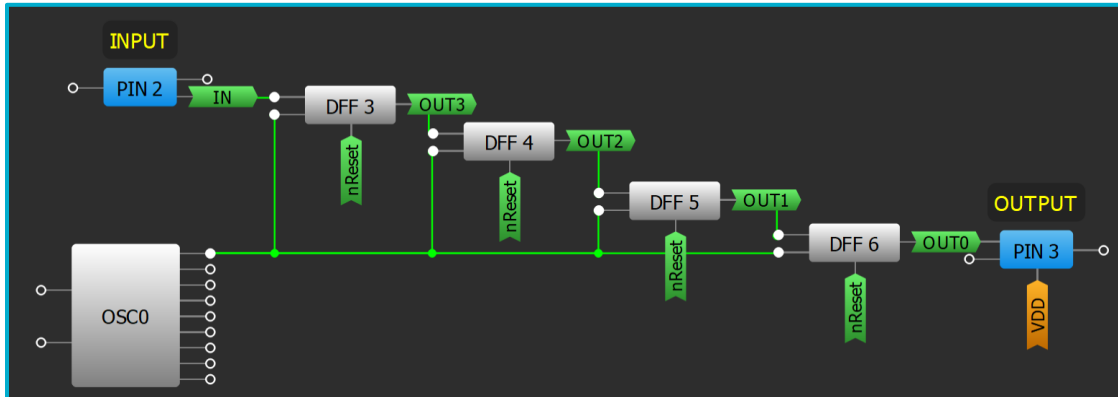 INPUT
PIN 2
IN
DFF 3
OUT3
nReset
DFF 4
OUT2
nReset
DFF 5
OUT1
nReset
DFF 6
OUT0
nReset
OUTPUT
PIN 3
VDD
OSC0